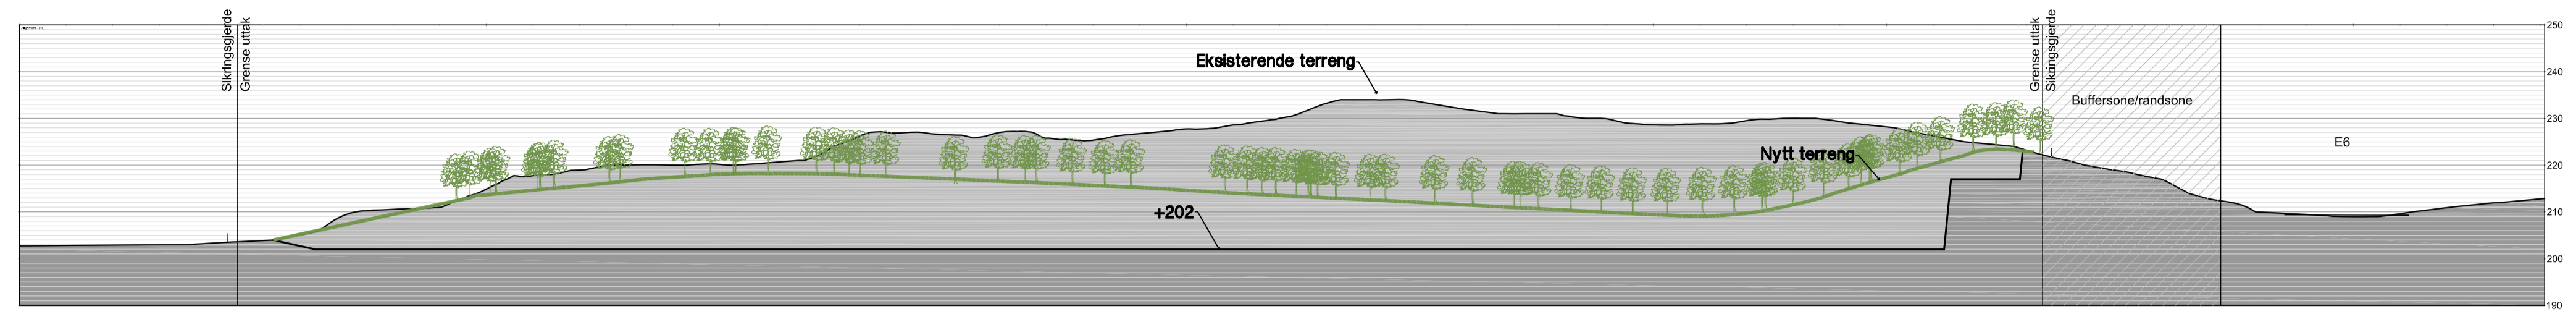 Sikringsgjerde
Grense uttak
Eksisterende terreng
+202
Nytt terreng
Grense uttak
Sikringsgjerde
Buffersone/randsone
E6
250
240
230
220
210
200
190